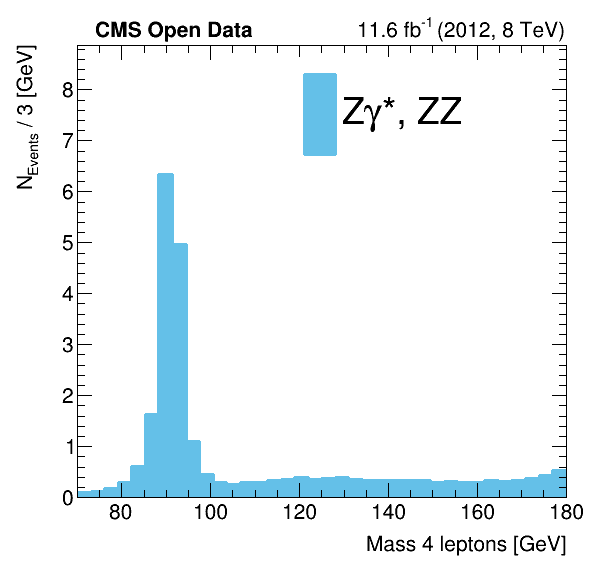 CMS Open Data 11.6 fb⁻¹ (2012, 8 TeV)
N_Events / 3 [GeV]
8
7
6
5
4
3
2
1
0
Zγ*, ZZ
80 100 120 140 160 180
Mass 4 leptons [GeV]